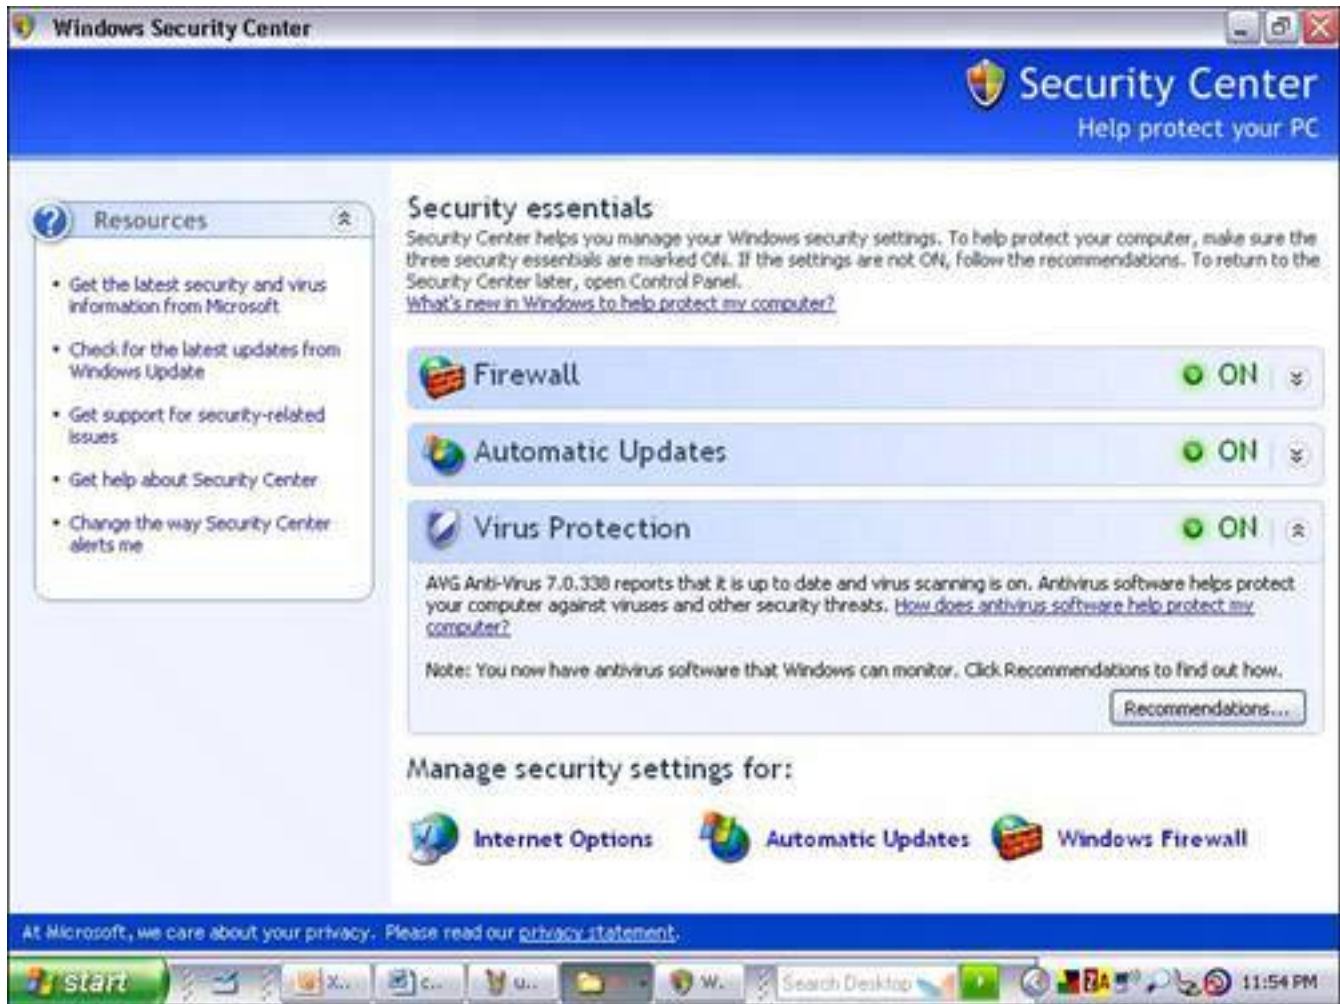 Windows Security Center
Security Center
Help protect your PC
Resources
Get the latest security and virus
information from Microsoft
Check for the latest updates from
Windows Update
Get support for security-related
issues
Get help about Security Center
Change the way Security Center
alerts me
Security essentials
Security Center helps you manage your Windows security settings. To help protect your computer, make sure the
three security essentials are marked ON. If the settings are not ON, follow the recommendations. To return to the
Security Center later, open Control Panel.
What's new in Windows to help protect my computer?
Firewall ON
Automatic Updates ON
Virus Protection ON
AVG Anti-Virus 7.0.338 reports that it is up to date and virus scanning is on. Antivirus software helps protect
your computer against viruses and other security threats. How does antivirus software help protect my
computer?
Note: You now have antivirus software that Windows can monitor. Click Recommendations to find out how.
Recommendations...
Manage security settings for:
Internet Options Automatic Updates Windows Firewall
At Microsoft, we care about your privacy. Please read our privacy statement.
start X... c... u... W... Search Desktop 11:54 PM